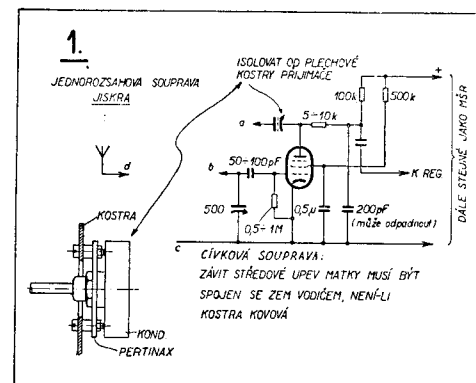 1.
JEDNOROZSAHOVÁ SOUPRAVA
JISKRA
ISOLOVAT OD PLECHOVÉ
KOSTRY PŘIJIMAČE
d
a
5÷10k
100k
500k
+
b
50÷100pF
K REG.
500
0,5÷1M
0,5µ
200pF
(může odpadnout)
c
DÁLE STEJNÉ JAKO MŠR
KOSTRA
KOND.
PERTINAX
CÍVKOVÁ SOUPRAVA:
ZÁVIT STŘEDOVÉ UPEV. MATKY MUSÍ BÝT
SPOJEN SE ZEM. VODIČEM, NENÍ-LI
KOSTRA KOVOVÁ